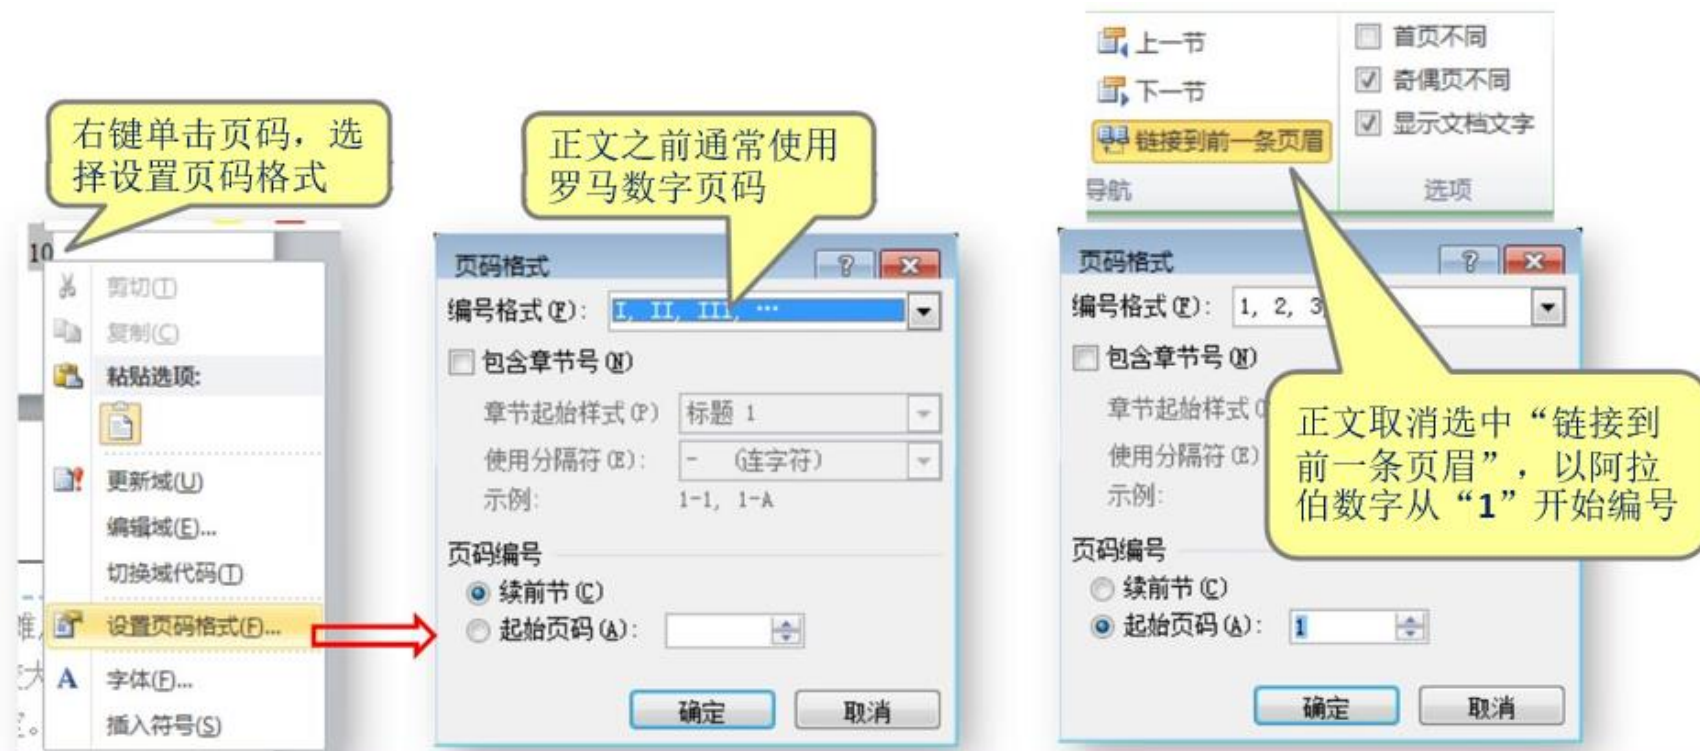 上一节
下一节
链接到前一条页眉
导航
首页不同
奇偶页不同
显示文档文字
选项
右键单击页码，选
择设置页码格式
10
剪切(T)
复制(C)
粘贴选项:
更新域(U)
编辑域(E)...
切换域代码(T)
设置页码格式(F)...
字体(F)...
插入符号(S)
正文之前通常使用
罗马数字页码
页码格式
编号格式(F): I, II, III, …
包含章节号(N)
章节起始样式(P) 标题 1
使用分隔符(E): - (连字符)
示例: 1-1, 1-A
页码编号
续前节(C)
起始页码(A):
确定 取消
页码格式
编号格式(F): 1, 2, 3
包含章节号(N)
章节起始样式
使用分隔符(E)
示例:
正文取消选中“链接到
前一条页眉”，以阿拉
伯数字从“1”开始编号
页码编号
续前节(C)
起始页码(A): 1
确定 取消